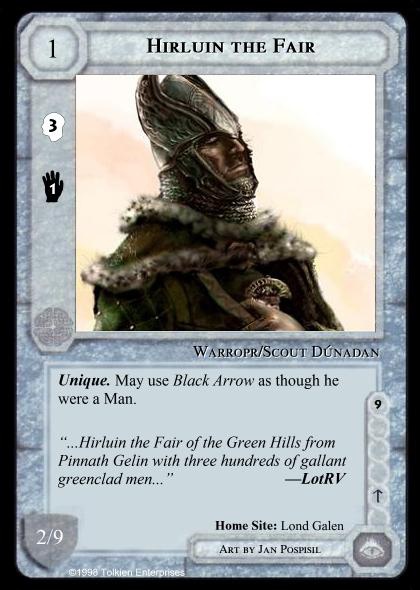 1
Hirluin the Fair
3
1
Warropr/Scout Dúnadan
Unique. May use Black Arrow as though he
were a Man.
9
“...Hirluin the Fair of the Green Hills from
Pinnath Gelin with three hundreds of gallant
greenclad men...” —LotRV
Home Site: Lond Galen
2/9
Art by Jan Pospisil
©1998 Tolkien Enterprises